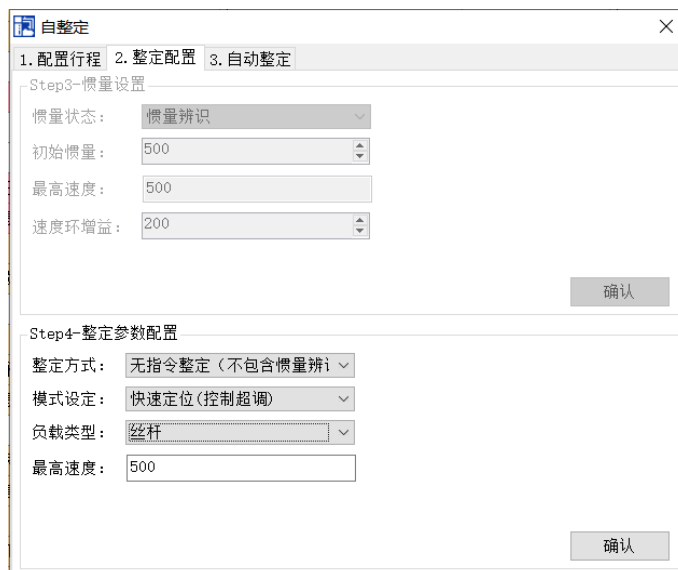 自整定
1.配置行程 2.整定配置 3.自动整定
Step3-惯量设置
惯量状态： 惯量辨识
初始惯量： 500
最高速度： 500
速度环增益： 200
确认
Step4-整定参数配置
整定方式： 无指令整定（不包含惯量辨
模式设定： 快速定位(控制超调)
负载类型： 丝杆
最高速度： 500
确认